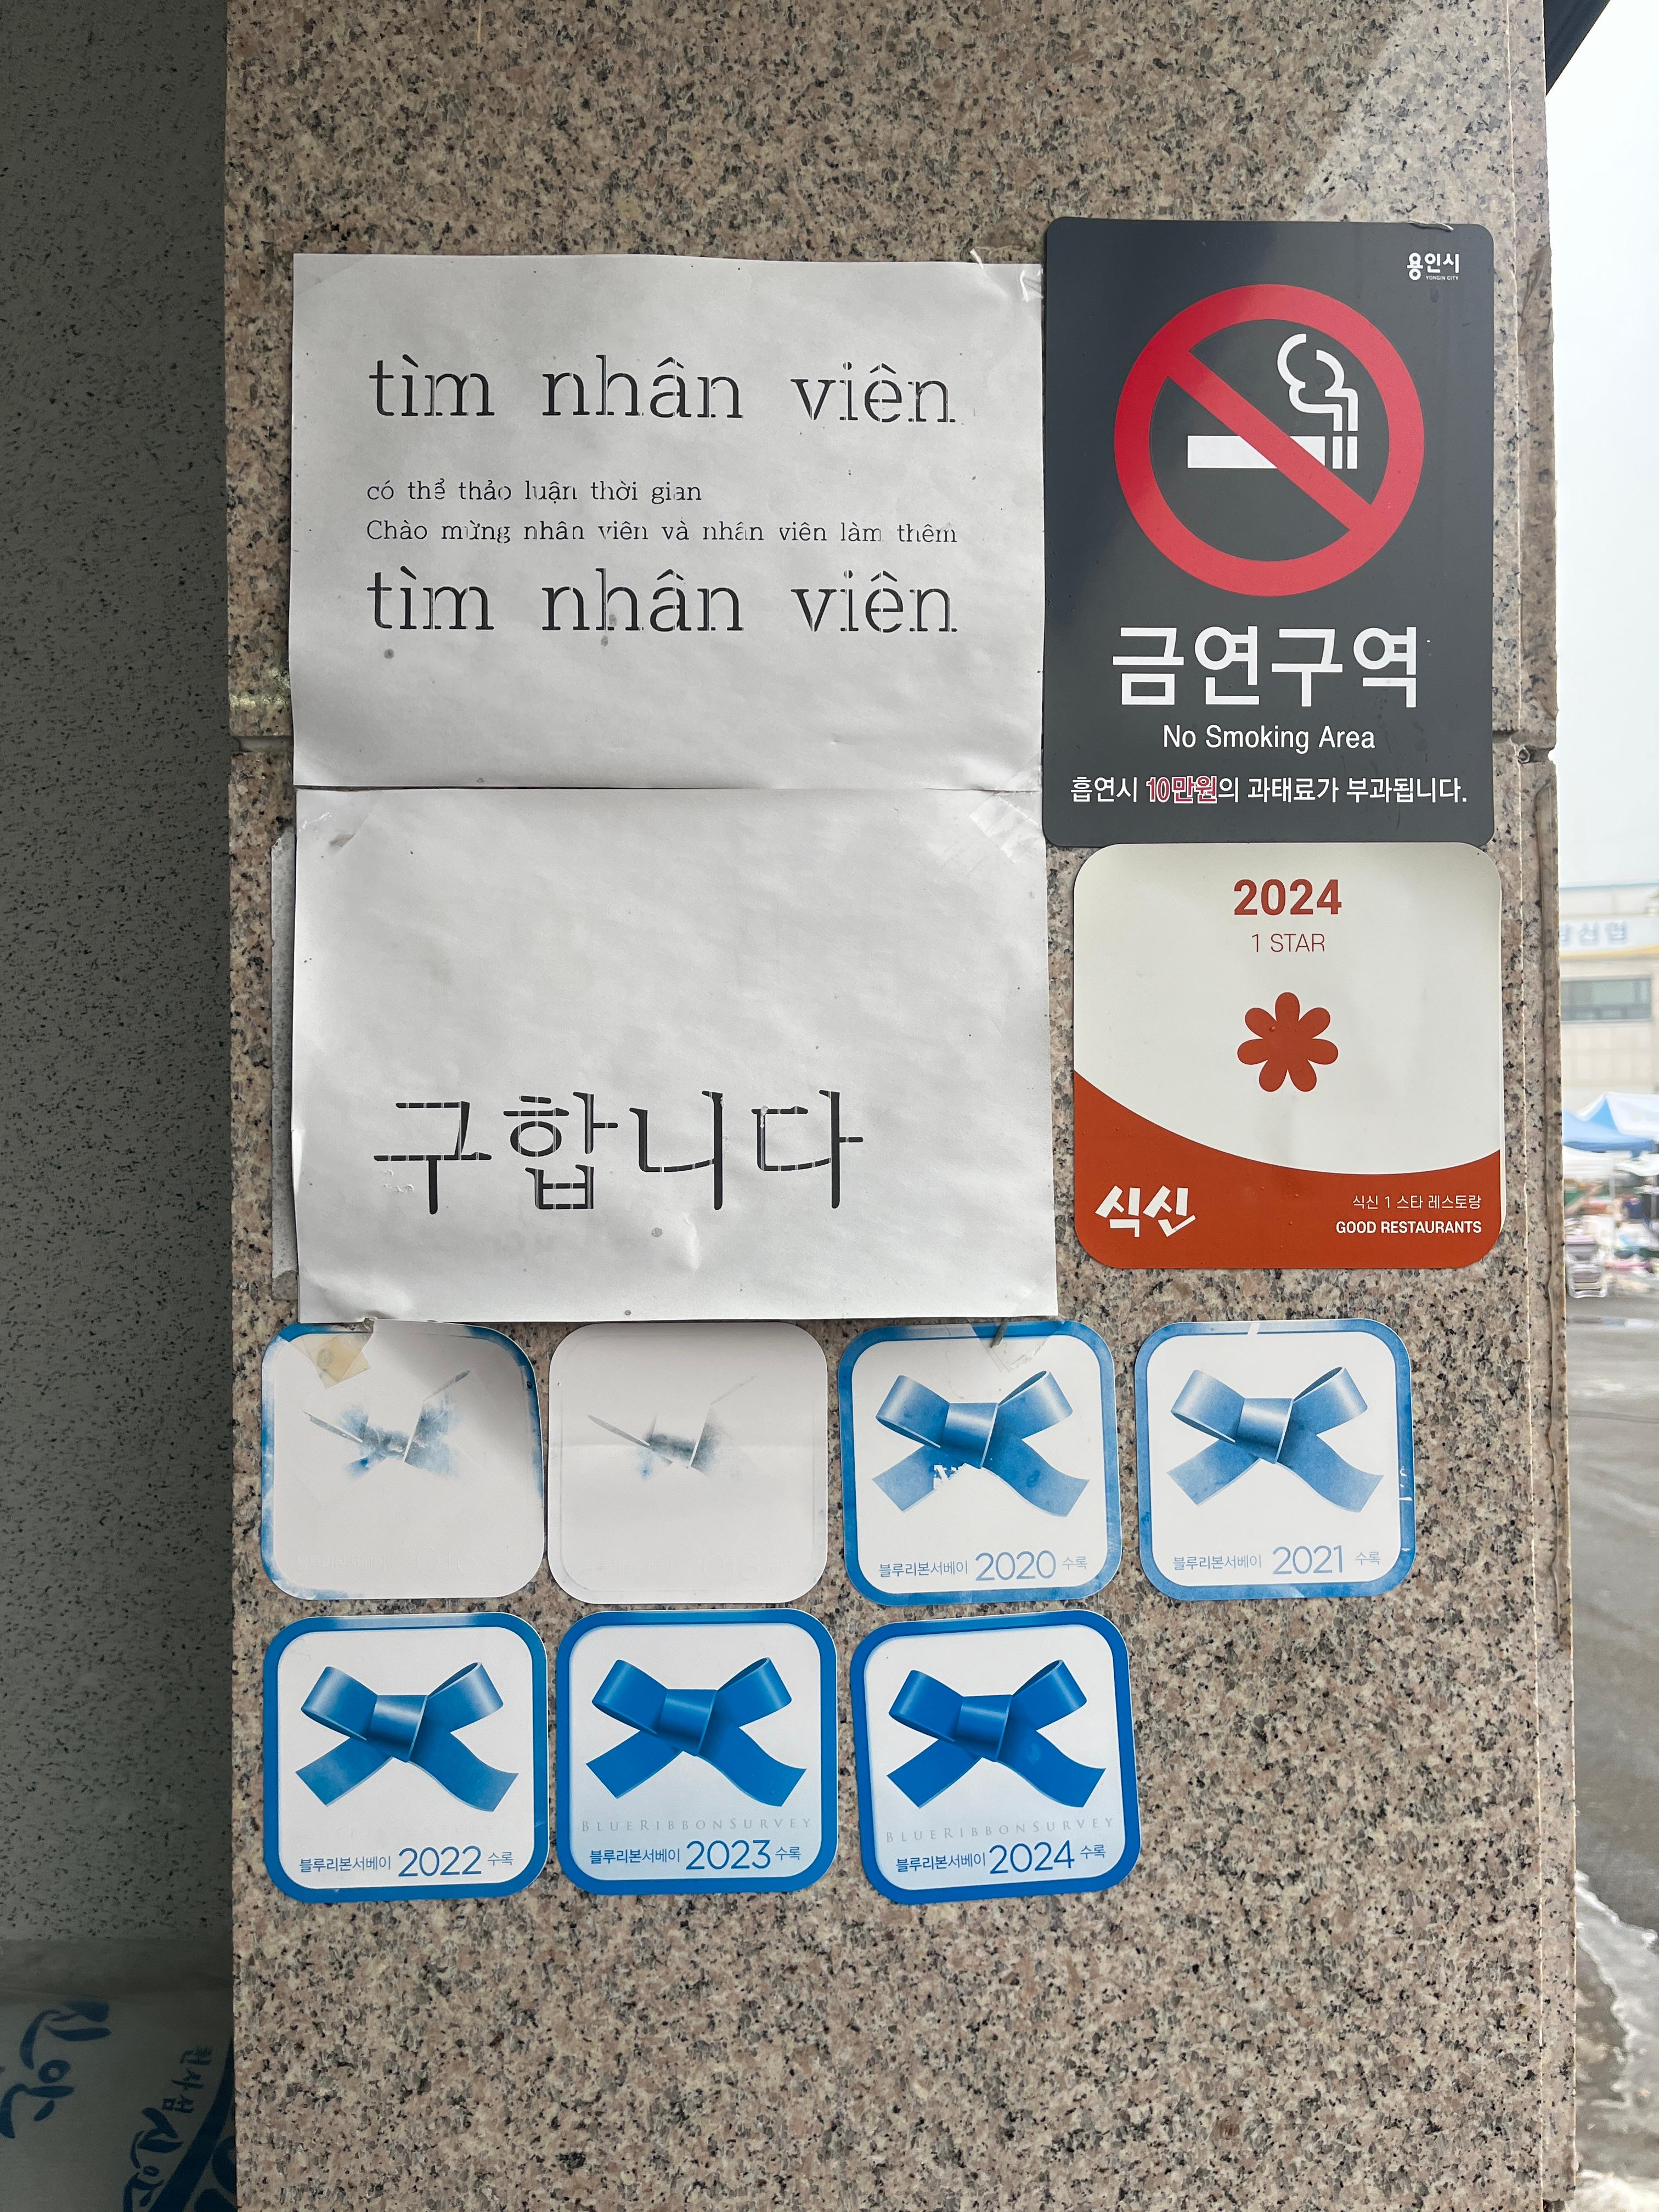 tìm nhân viên
có thể thảo luận thời gian
Chào mừng nhân viên và nhân viên làm thêm
tìm nhân viên
구합니다
용인시
YONGIN CITY
금연구역
No Smoking Area
흡연시 10만원의 과태료가 부과됩니다.
2024
1 STAR
식신
식신 1 스타 레스토랑
GOOD RESTAURANTS
블루리본서베이 2020 수록
블루리본서베이 2021 수록
블루리본서베이 2022 수록
BLUERIBBONSURVEY
블루리본서베이 2023 수록
BLUERIBBONSURVEY
블루리본서베이 2024 수록